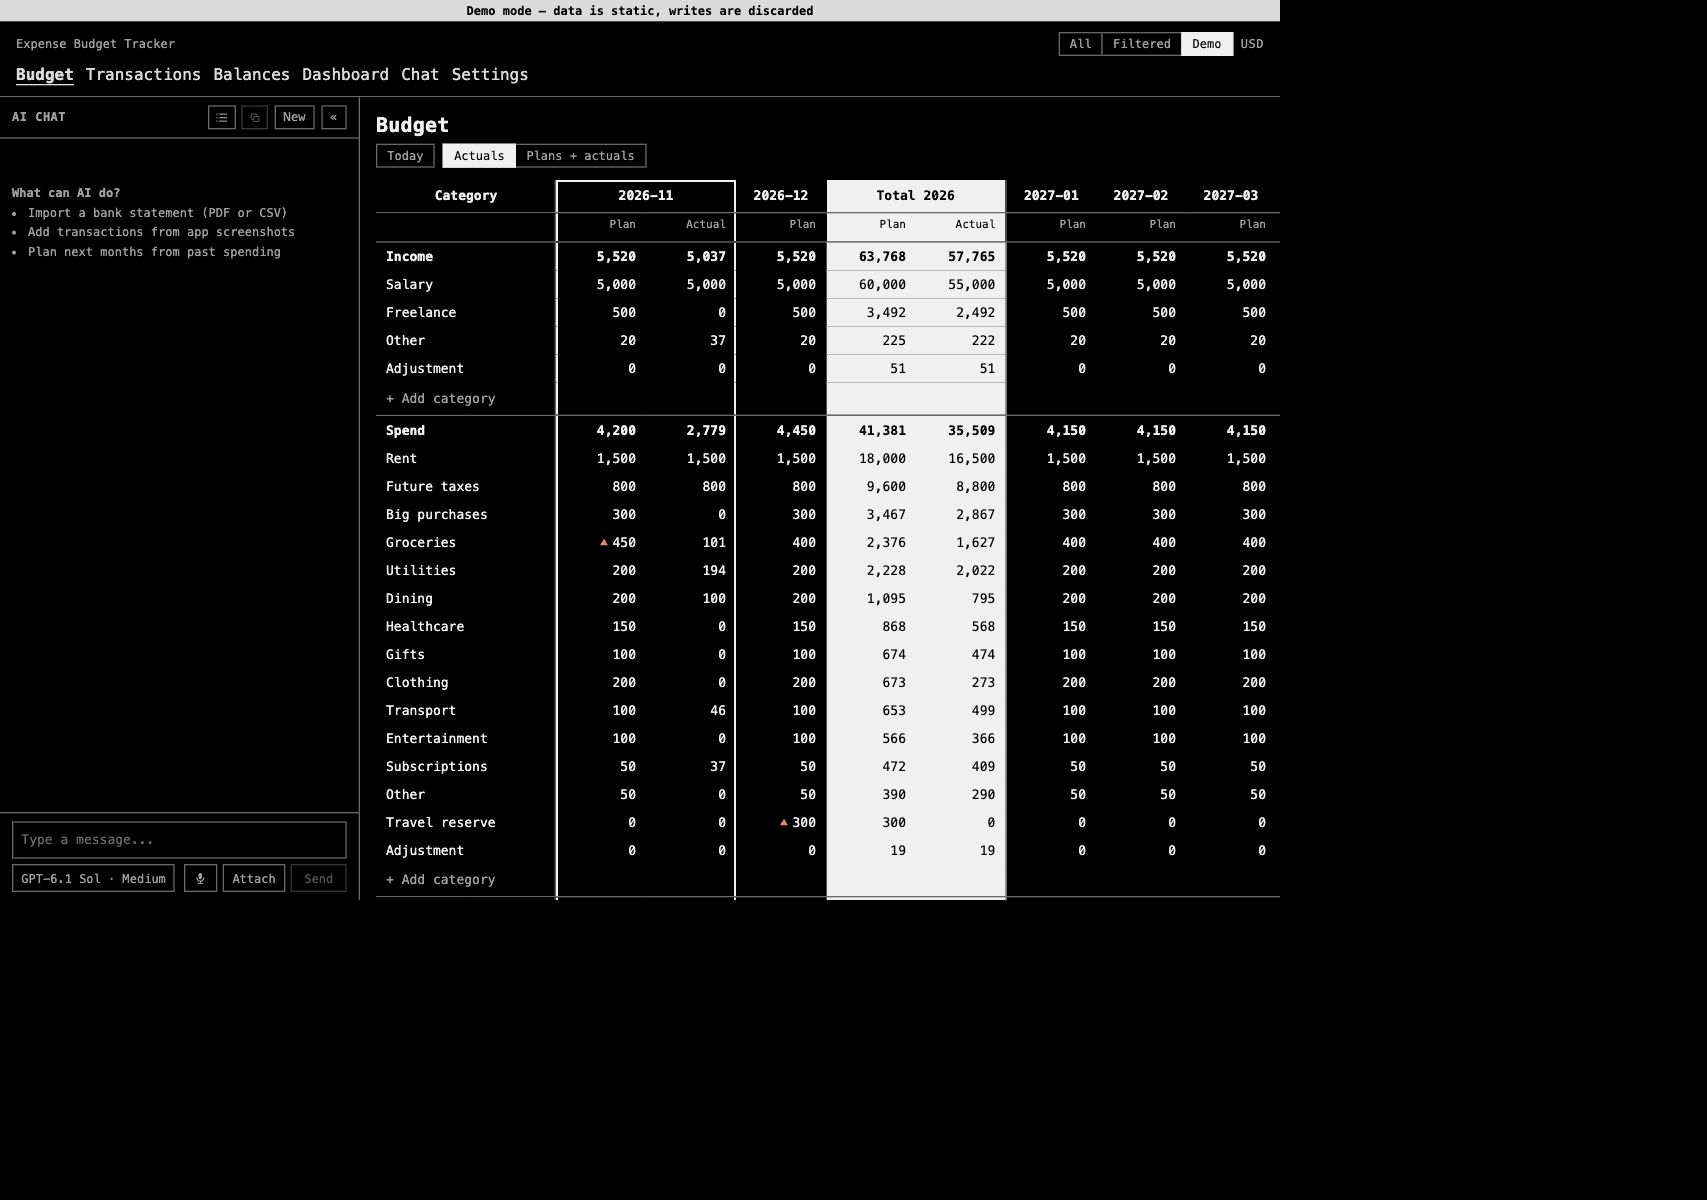 Demo mode — data is static, writes are discarded
Expense Budget Tracker
All Filtered Demo USD
Budget Transactions Balances Dashboard Chat Settings
AI CHAT New «
What can AI do?
• Import a bank statement (PDF or CSV)
• Add transactions from app screenshots
• Plan next months from past spending
Type a message...
GPT-6.1 Sol · Medium Attach Send
Budget
Today Actuals Plans + actuals
Category 2026-11 2026-12 Total 2026 2027-01 2027-02 2027-03
Plan Actual Plan Plan Actual Plan Plan Plan
Income 5,520 5,037 5,520 63,768 57,765 5,520 5,520 5,520
Salary 5,000 5,000 5,000 60,000 55,000 5,000 5,000 5,000
Freelance 500 0 500 3,492 2,492 500 500 500
Other 20 37 20 225 222 20 20 20
Adjustment 0 0 0 51 51 0 0 0
+ Add category
Spend 4,200 2,779 4,450 41,381 35,509 4,150 4,150 4,150
Rent 1,500 1,500 1,500 18,000 16,500 1,500 1,500 1,500
Future taxes 800 800 800 9,600 8,800 800 800 800
Big purchases 300 0 300 3,467 2,867 300 300 300
Groceries ▲ 450 101 400 2,376 1,627 400 400 400
Utilities 200 194 200 2,228 2,022 200 200 200
Dining 200 100 200 1,095 795 200 200 200
Healthcare 150 0 150 868 568 150 150 150
Gifts 100 0 100 674 474 100 100 100
Clothing 200 0 200 673 273 200 200 200
Transport 100 46 100 653 499 100 100 100
Entertainment 100 0 100 566 366 100 100 100
Subscriptions 50 37 50 472 409 50 50 50
Other 50 0 50 390 290 50 50 50
Travel reserve 0 0 ▲ 300 300 0 0 0 0
Adjustment 0 0 0 19 19 0 0 0
+ Add category